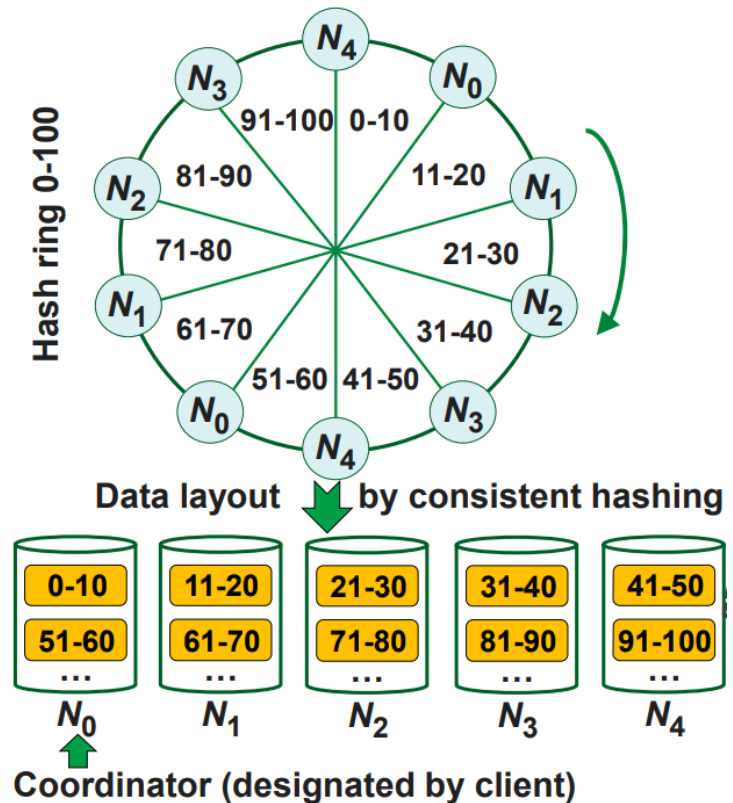 N4
N3
N0
91-100
0-10
Hash ring 0-100
81-90
11-20
N2
N1
71-80
21-30
N1
N2
61-70
31-40
51-60
41-50
N0
N3
N4
Data layout by consistent hashing
0-10 11-20 21-30 31-40 41-50
51-60 61-70 71-80 81-90 91-100
... ... ... ... ...
N0 N1 N2 N3 N4
Coordinator (designated by client)